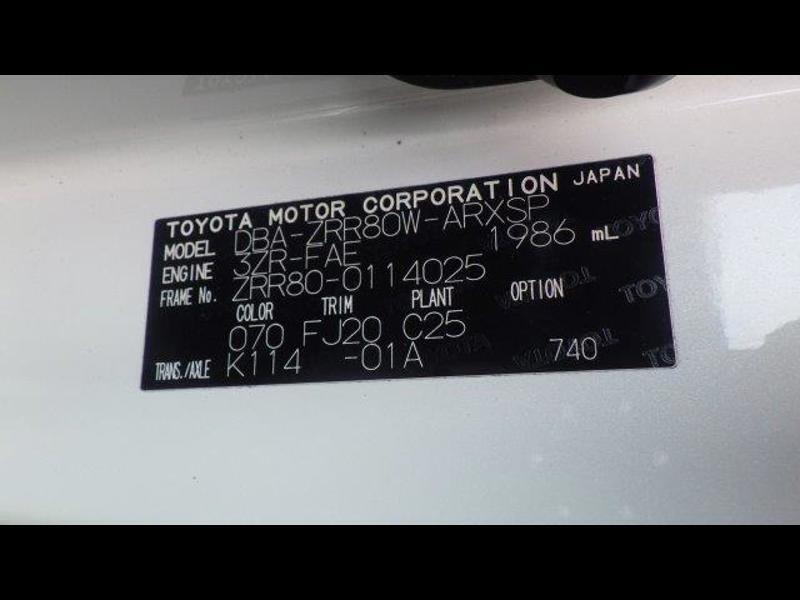 TOYOTA MOTOR CORPORATION JAPAN
MODEL DBA-ZRR80W-ARXSP
ENGINE 3ZR-FAE 1986 mL
FRAME No. ZRR80-0114025
COLOR TRIM PLANT OPTION
070 FJ20 C25
TRANS./AXLE K114 -01A 740